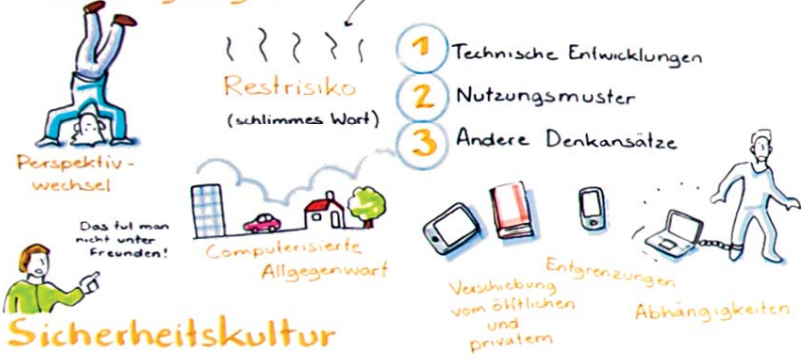 1 Technische Entwicklungen
Restrisiko
2 Nutzungsmuster
(schlimmes Wort)
3 Andere Denkansätze
Perspektiv-
wechsel
Das tut man
nicht unter
Freunden!
Computerisierte
Allgegenwart
Entgrenzungen
Verschiebung
vom öfftlichen
und
privatem
Abhängigkeiten
Sicherheitskultur